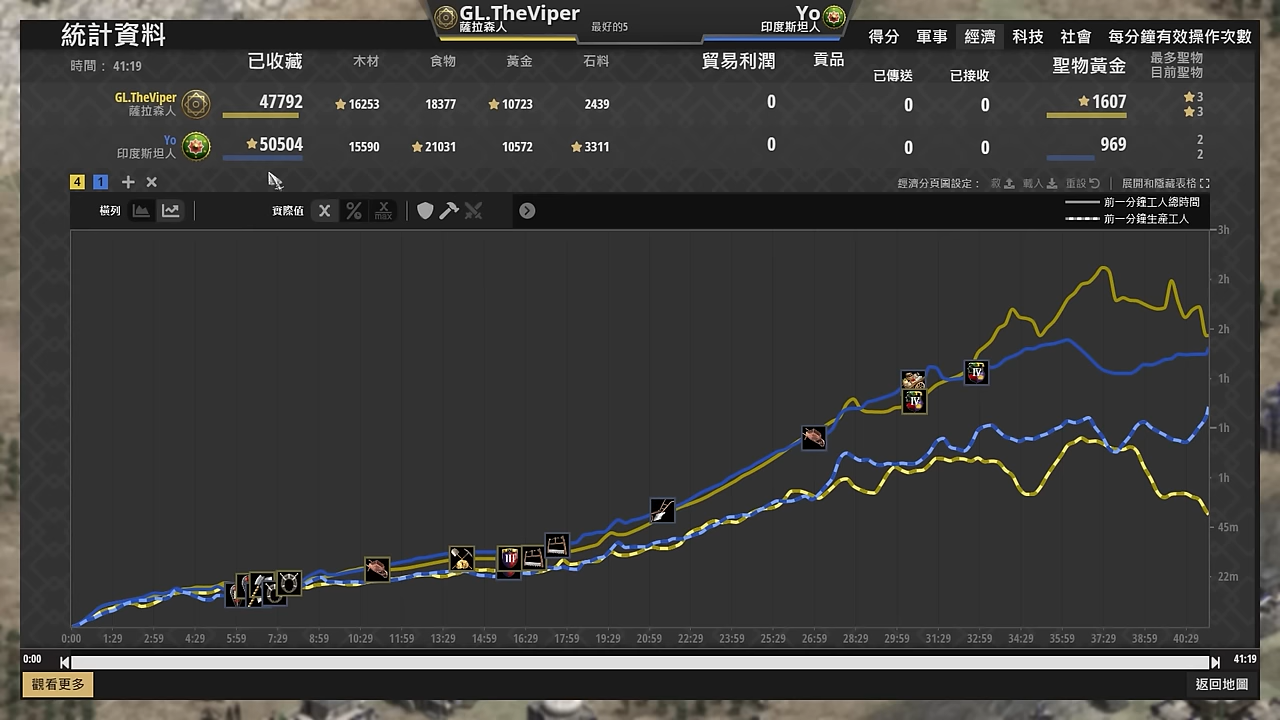 統計資料
GL.TheViper
薩拉森人
最好的5
Yo
印度斯坦人
得分 軍事 經濟 科技 社會 每分鐘有效操作次數
時間： 41:19
已收藏 木材 食物 黃金 石料 貿易利潤 貢品 已傳送 已接收 聖物黃金 最多聖物
目前聖物
GL.TheViper
薩拉森人
47792 16253 18377 10723 2439 0 0 0 1607 3
3
Yo
印度斯坦人
50504 15590 21031 10572 3311 0 0 0 969 2
2
4 1
經濟分頁圖設定： 載入 重設 展開和隱藏表格
橫列 實際值 X % X max
前一分鐘工人總時間
前一分鐘生產工人
3h
2h
2h
1h
1h
1h
45m
22m
IV
IV
III
0:00 1:29 2:59 4:29 5:59 7:29 8:59 10:29 11:59 13:29 14:59 16:29 17:59 19:29 20:59 22:29 23:59 25:29 26:59 28:29 29:59 31:29 32:59 34:29 35:59 37:29 38:59 40:29
0:00 41:19
觀看更多 返回地圖